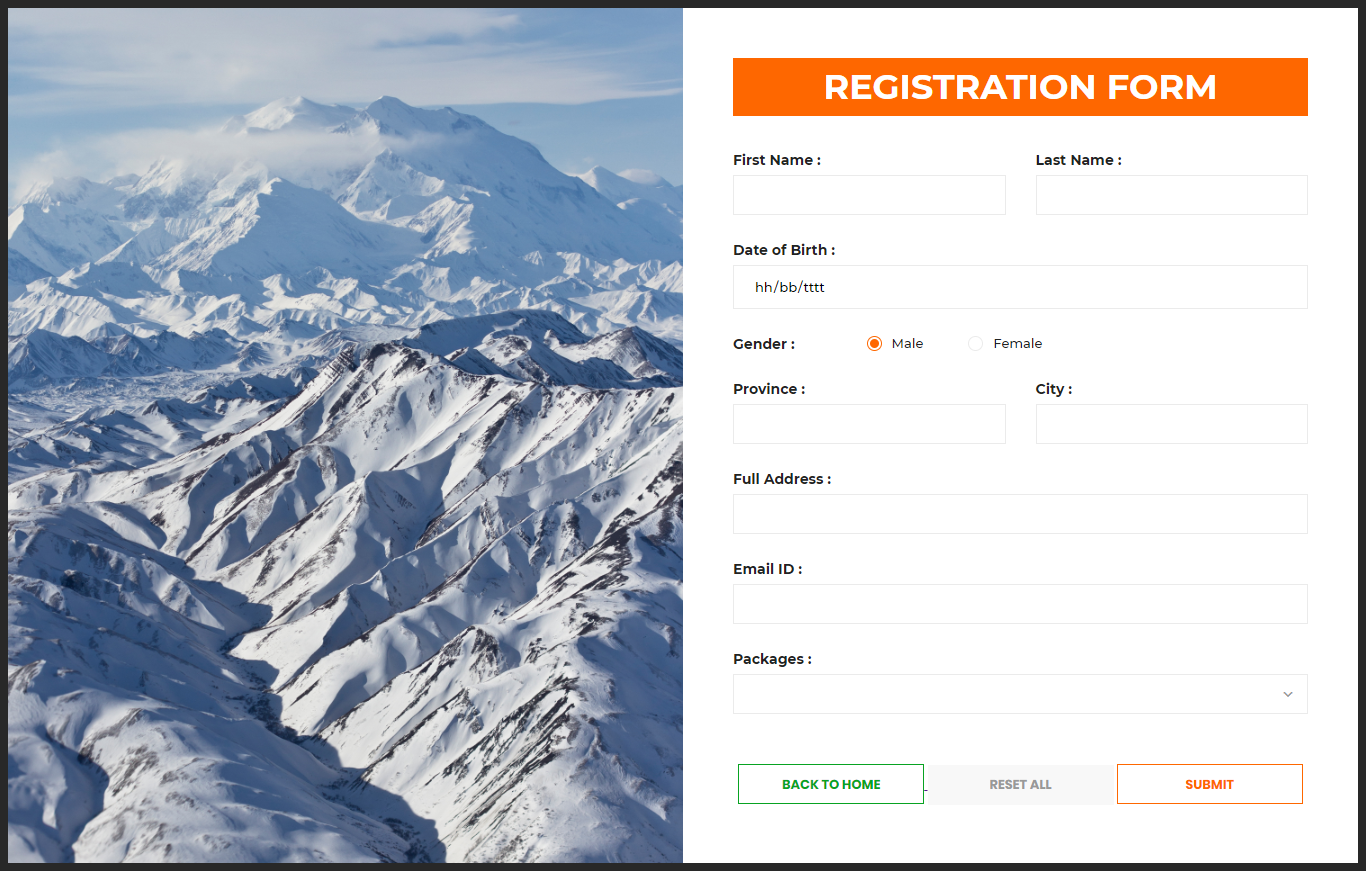 REGISTRATION FORM
First Name : Last Name :
Date of Birth :
hh/bb/tttt
Gender : Male Female
Province : City :
Full Address :
Email ID :
Packages :
BACK TO HOME RESET ALL SUBMIT